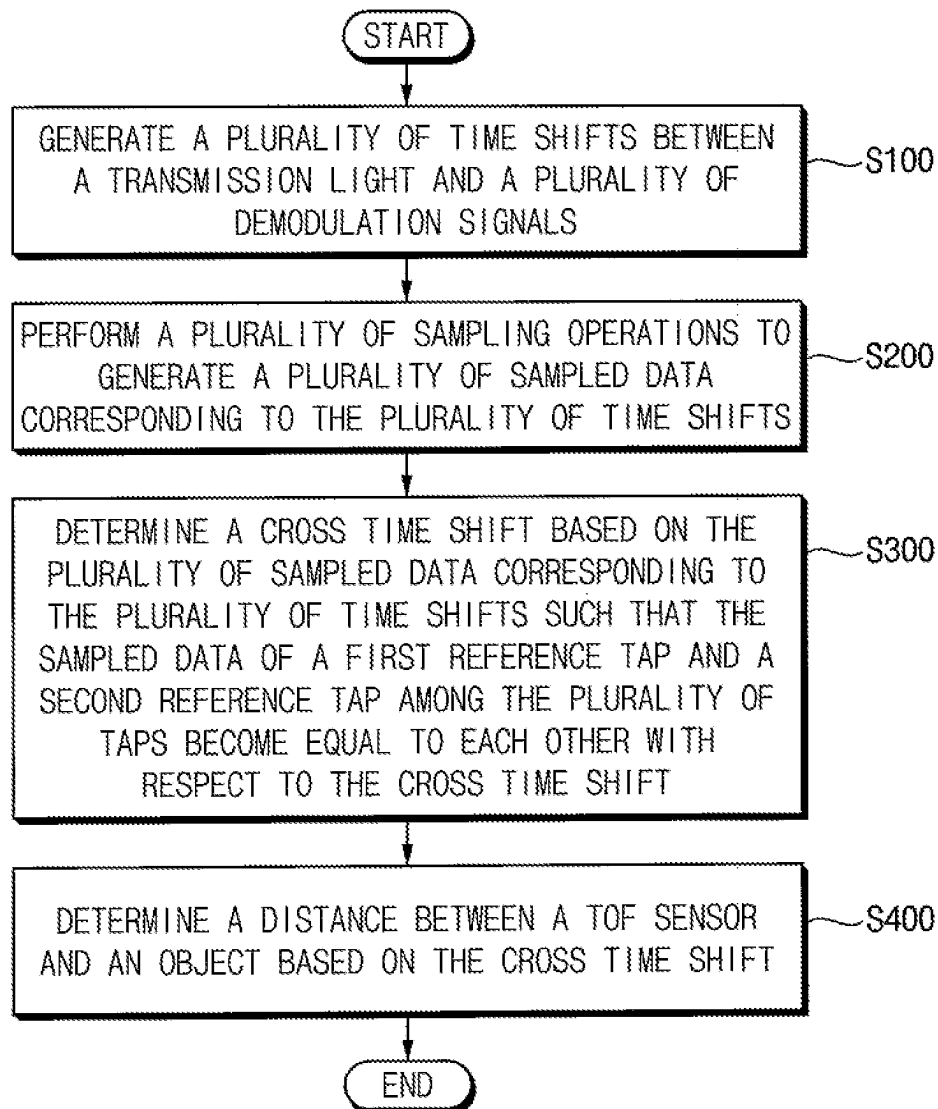 START
GENERATE A PLURALITY OF TIME SHIFTS BETWEEN
A TRANSMISSION LIGHT AND A PLURALITY OF
DEMODULATION SIGNALS
S100
PERFORM A PLURALITY OF SAMPLING OPERATIONS TO
GENERATE A PLURALITY OF SAMPLED DATA
CORRESPONDING TO THE PLURALITY OF TIME SHIFTS
S200
DETERMINE A CROSS TIME SHIFT BASED ON THE
PLURALITY OF SAMPLED DATA CORRESPONDING TO
THE PLURALITY OF TIME SHIFTS SUCH THAT THE
SAMPLED DATA OF A FIRST REFERENCE TAP AND A
SECOND REFERENCE TAP AMONG THE PLURALITY OF
TAPS BECOME EQUAL TO EACH OTHER WITH
RESPECT TO THE CROSS TIME SHIFT
S300
DETERMINE A DISTANCE BETWEEN A TOF SENSOR
AND AN OBJECT BASED ON THE CROSS TIME SHIFT
S400
END